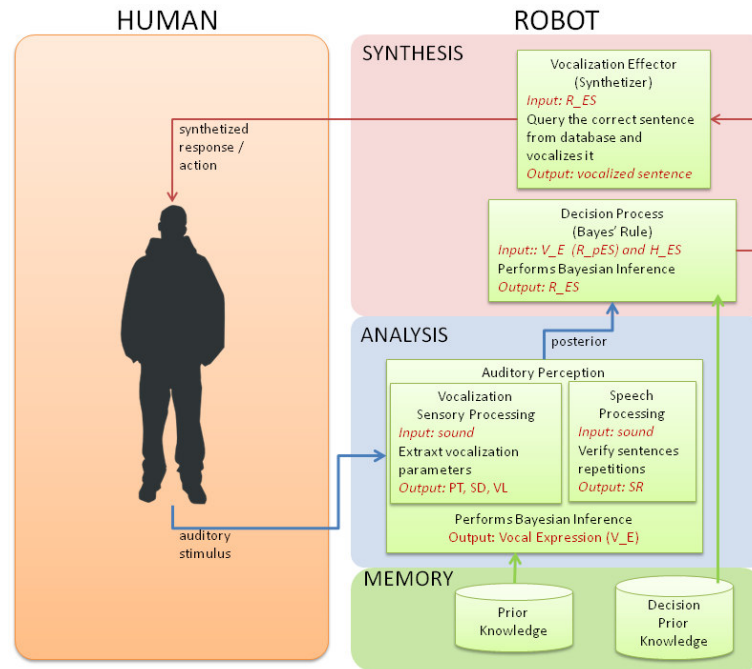 HUMAN
ROBOT
SYNTHESIS
Vocalization Effector
(Synthetizer)
Input: R_ES
Query the correct sentence
from database and
vocalizes it
Output: vocalized sentence
synthetized
response /
action
Decision Process
(Bayes' Rule)
Input:: V_E (R_pES) and H_ES
Performs Bayesian Inference
Output: R_ES
ANALYSIS
posterior
Auditory Perception
Vocalization
Sensory Processing
Input: sound
Extraxt vocalization
parameters
Output: PT, SD, VL
Speech
Processing
Input: sound
Verify sentences
repetitions
Output: SR
Performs Bayesian Inference
Output: Vocal Expression (V_E)
auditory
stimulus
MEMORY
Prior
Knowledge
Decision
Prior
Knowledge